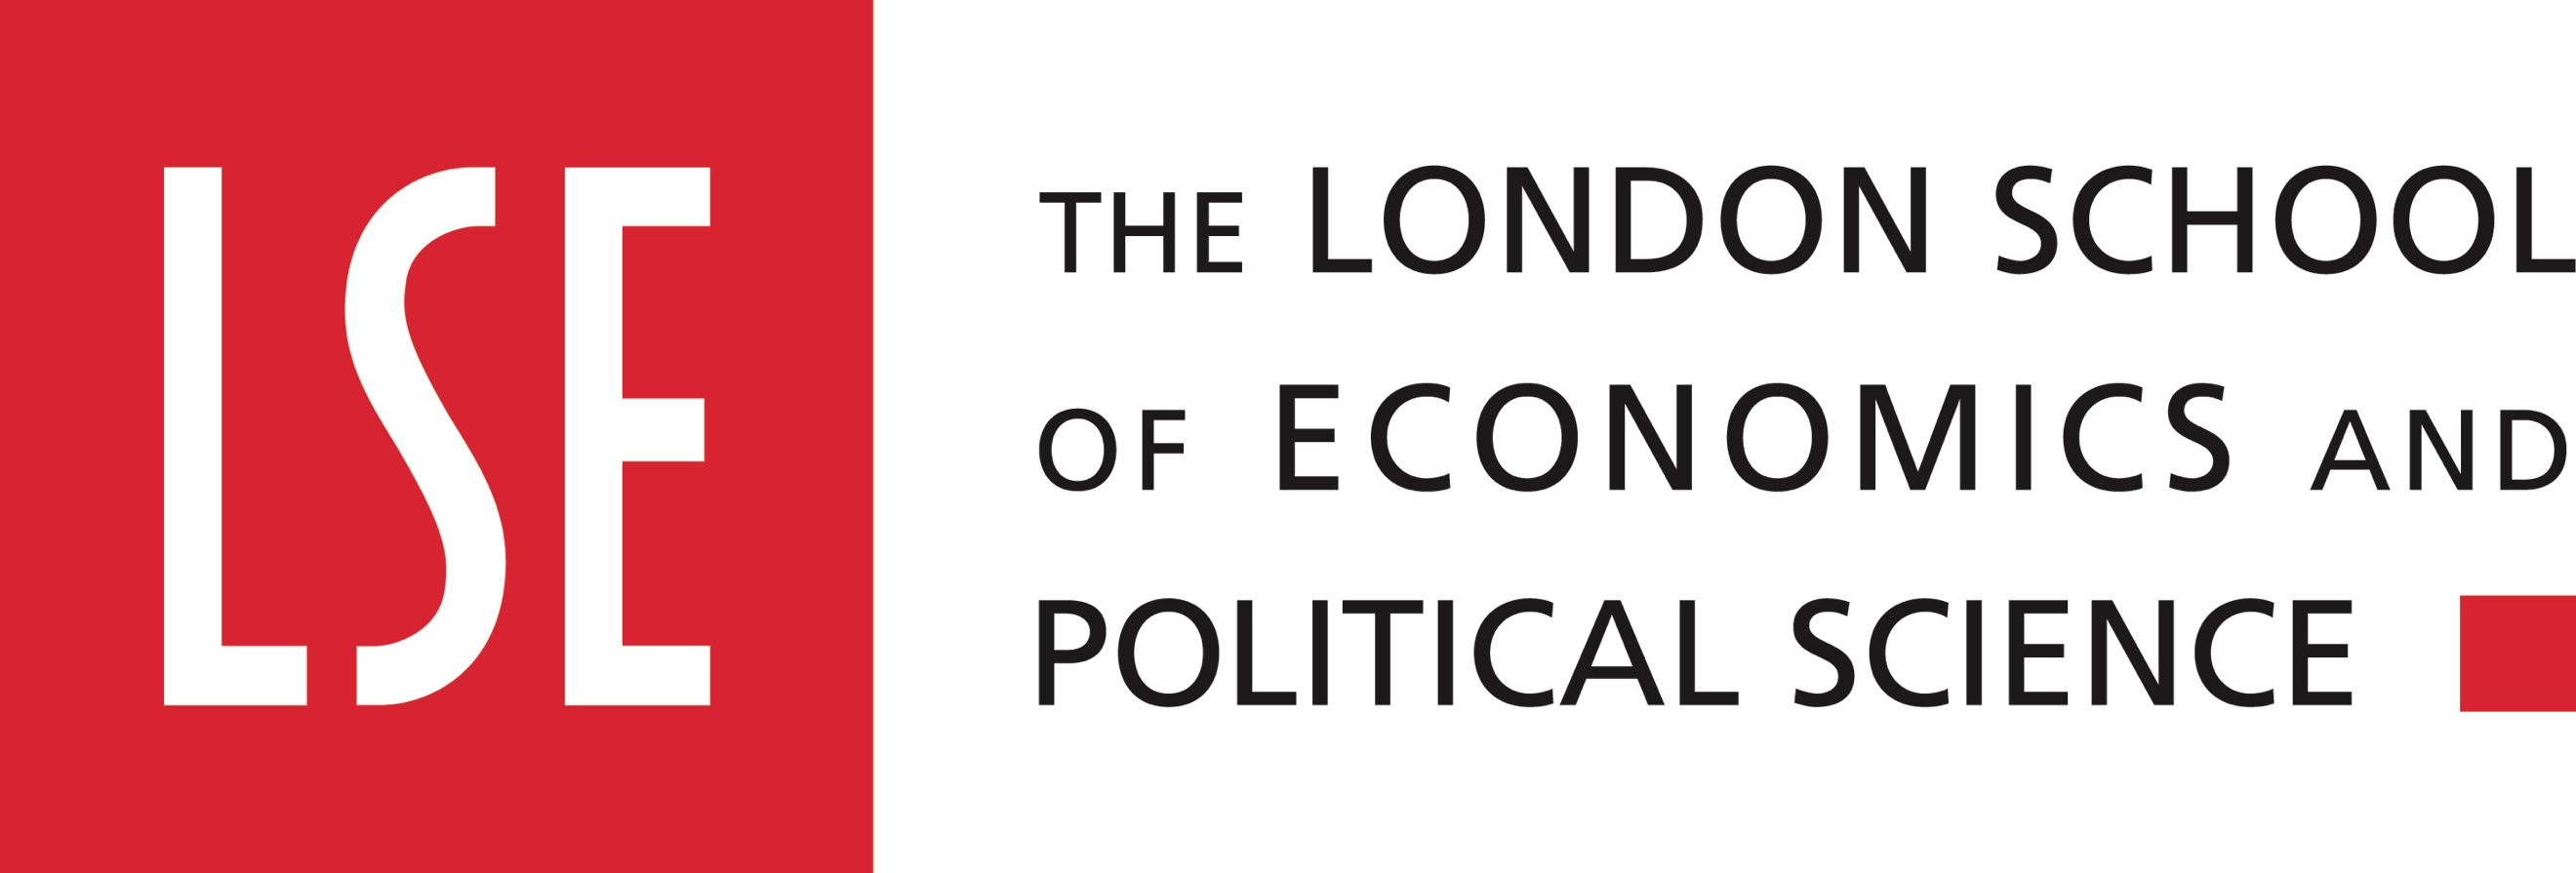 LSE
THE LONDON SCHOOL
OF ECONOMICS AND
POLITICAL SCIENCE